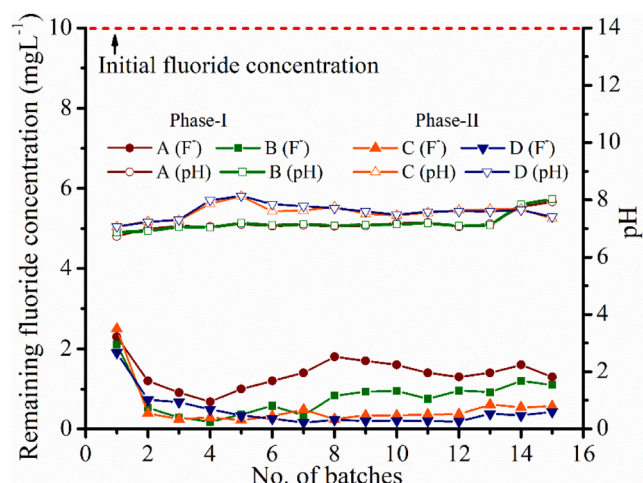 10
14
Initial fluoride concentration
12
8
Phase-I
Phase-II
10
A (F⁻) B (F⁻) C (F⁻) D (F⁻)
A (pH) B (pH) C (pH) D (pH)
6
8
4
6
4
2
2
0
0
0 2 4 6 8 10 12 14 16
No. of batches
Remaining fluoride concentration (mgL⁻¹)
pH